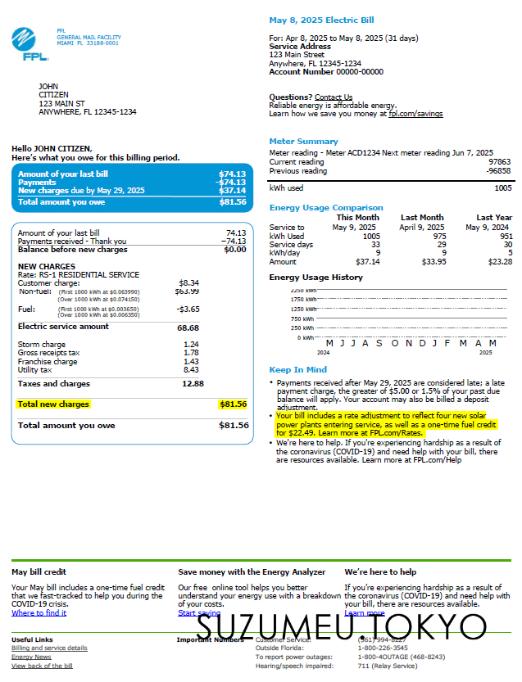 FPL
GENERAL MAIL FACILITY
MIAMI FL 33188-0001
FPL.
JOHN
CITIZEN
123 MAIN ST
ANYWHERE, FL 12345-1234
Hello JOHN CITIZEN,
Here's what you owe for this billing period.
Amount of your last bill $74.13
Payments -$74.13
New charges due by May 29, 2025 $37.14
Total amount you owe $81.56
Amount of your last bill 74.13
Payments received - Thank you −74.13
Balance before new charges $0.00
NEW CHARGES
Rate: RS-1 RESIDENTIAL SERVICE
Customer charge: $8.34
Non-fuel: (First 1000 kWh at $0.063990) $63.99
(Over 1000 kWh at $0.074150)
Fuel: (First 1000 kWh at $0.003650) -$3.65
(Over 1000 kWh at $0.006350)
Electric service amount 68.68
Storm charge 1.24
Gross receipts tax 1.78
Franchise charge 1.43
Utility tax 8.43
Taxes and charges 12.88
Total new charges $81.56
Total amount you owe $81.56
May 8, 2025 Electric Bill
For: Apr 8, 2025 to May 8, 2025 (31 days)
Service Address
123 Main Street
Anywhere, FL 12345-1234
Account Number 00000-00000
Questions? Contact Us
Reliable energy is affordable energy.
Learn how we save you money at fpl.com/savings
Meter Summary
Meter reading - Meter ACD1234 Next meter reading Jun 7, 2025
Current reading 97863
Previous reading -96858
kWh used 1005
Energy Usage Comparison
This Month Last Month Last Year
Service to May 9, 2025 April 9, 2025 May 9, 2024
kWh Used 1005 975 951
Service days 33 29 30
kWh/day 9 9 5
Amount $37.14 $33.95 $23.28
Energy Usage History
2250 kWh
1750 kWh
1250 kWh
750 kWh
250 kWh
0 kWh
M J J A S O N D J F M A M
2024 2025
Keep In Mind
• Payments received after May 29, 2025 are considered late; a late
payment charge, the greater of $5.00 or 1.5% of your past due
balance will apply. Your account may also be billed a deposit
adjustment.
• Your bill includes a rate adjustment to reflect four new solar
power plants entering service, as well as a one-time fuel credit
for $22.49. Learn more at FPL.com/Rates.
• We're here to help. If you're experiencing hardship as a result of
the coronavirus (COVID-19) and need help with your bill, there
are resources available. Learn more at FPL.com/Help
May bill credit
Your May bill includes a one-time fuel credit
that we fast-tracked to help you during the
COVID-19 crisis.
Where to find it
Save money with the Energy Analyzer
Our free online tool helps you better
understand your energy use with a breakdown
of your costs.
Start saving
We're here to help
If you're experiencing hardship as a result of
the coronavirus (COVID-19) and need help with
your bill, there are resources available.
Learn more
SUZUMEU.TOKYO
Useful Links
Billing and service details
Energy News
View back of the bill
Important Numbers
Customer Service: (561) 994-8227
Outside Florida: 1-800-226-3545
To report power outages: 1-800-4OUTAGE (468-8243)
Hearing/speech impaired: 711 (Relay Service)